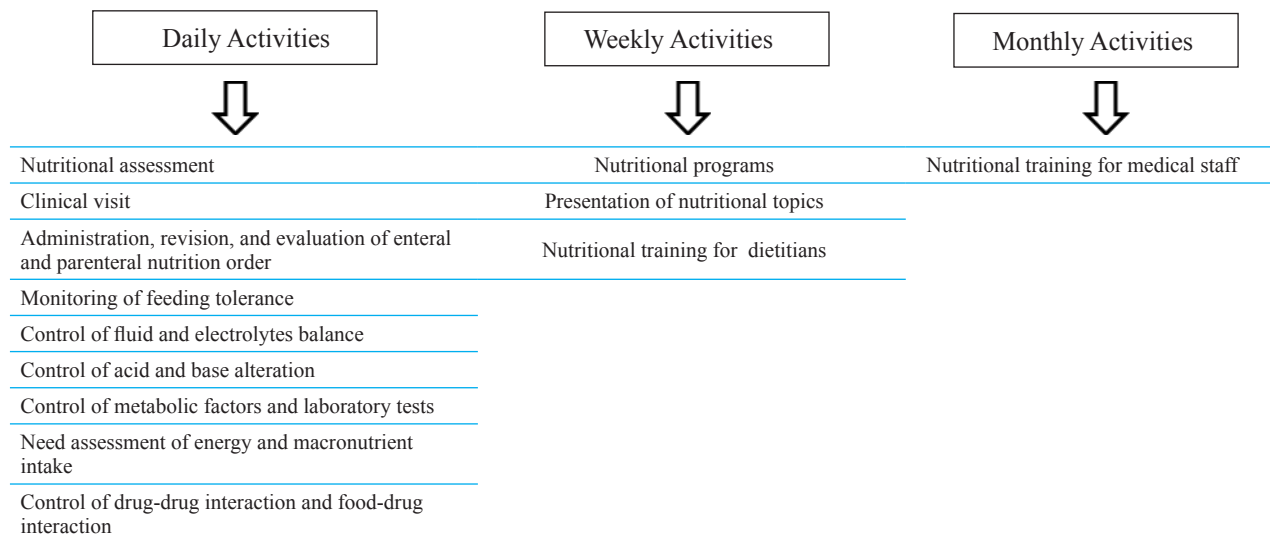 Daily Activities
Weekly Activities
Monthly Activities
Nutritional assessment
Nutritional programs
Nutritional training for medical staff
Clinical visit
Presentation of nutritional topics
Administration, revision, and evaluation of enteral
and parenteral nutrition order
Nutritional training for dietitians
Monitoring of feeding tolerance
Control of fluid and electrolytes balance
Control of acid and base alteration
Control of metabolic factors and laboratory tests
Need assessment of energy and macronutrient
intake
Control of drug-drug interaction and food-drug
interaction